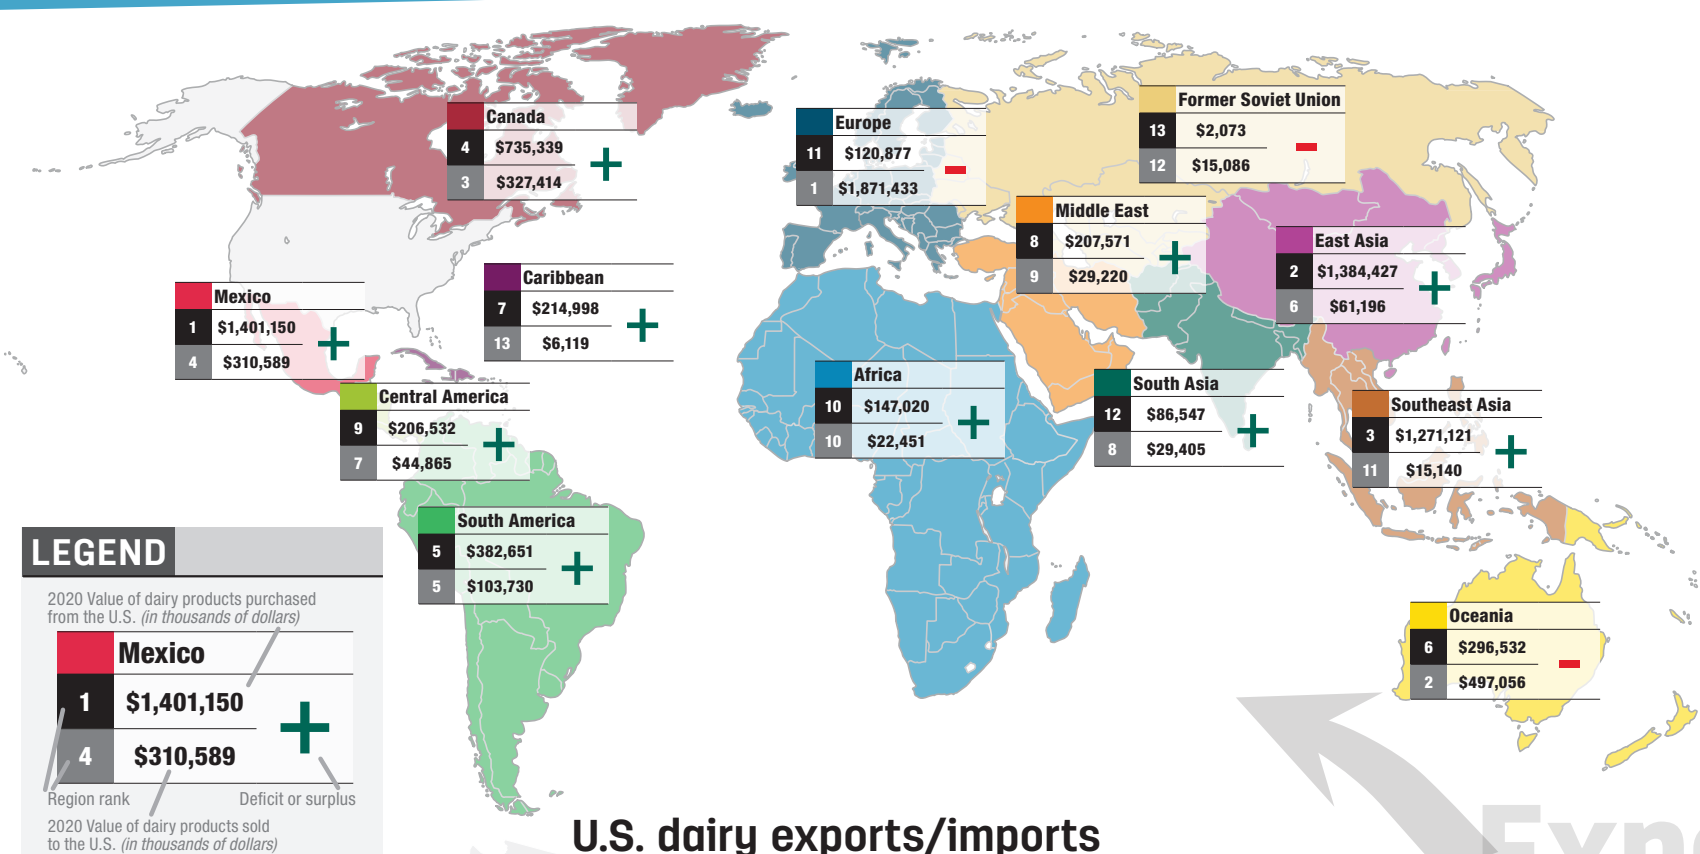 Canada
4 $735,339
3 $327,414
Europe
11 $120,877
1 $1,871,433
Former Soviet Union
13 $2,073
12 $15,086
Middle East
8 $207,571
9 $29,220
East Asia
2 $1,384,427
6 $61,196
Mexico
1 $1,401,150
4 $310,589
Caribbean
7 $214,998
13 $6,119
Central America
9 $206,532
7 $44,865
Africa
10 $147,020
10 $22,451
South Asia
12 $86,547
8 $29,405
Southeast Asia
3 $1,271,121
11 $15,140
South America
5 $382,651
5 $103,730
Oceania
6 $296,532
2 $497,056
LEGEND
2020 Value of dairy products purchased
from the U.S. (in thousands of dollars)
Mexico
1 $1,401,150
4 $310,589
Region rank Deficit or surplus
2020 Value of dairy products sold
to the U.S. (in thousands of dollars)
U.S. dairy exports/imports